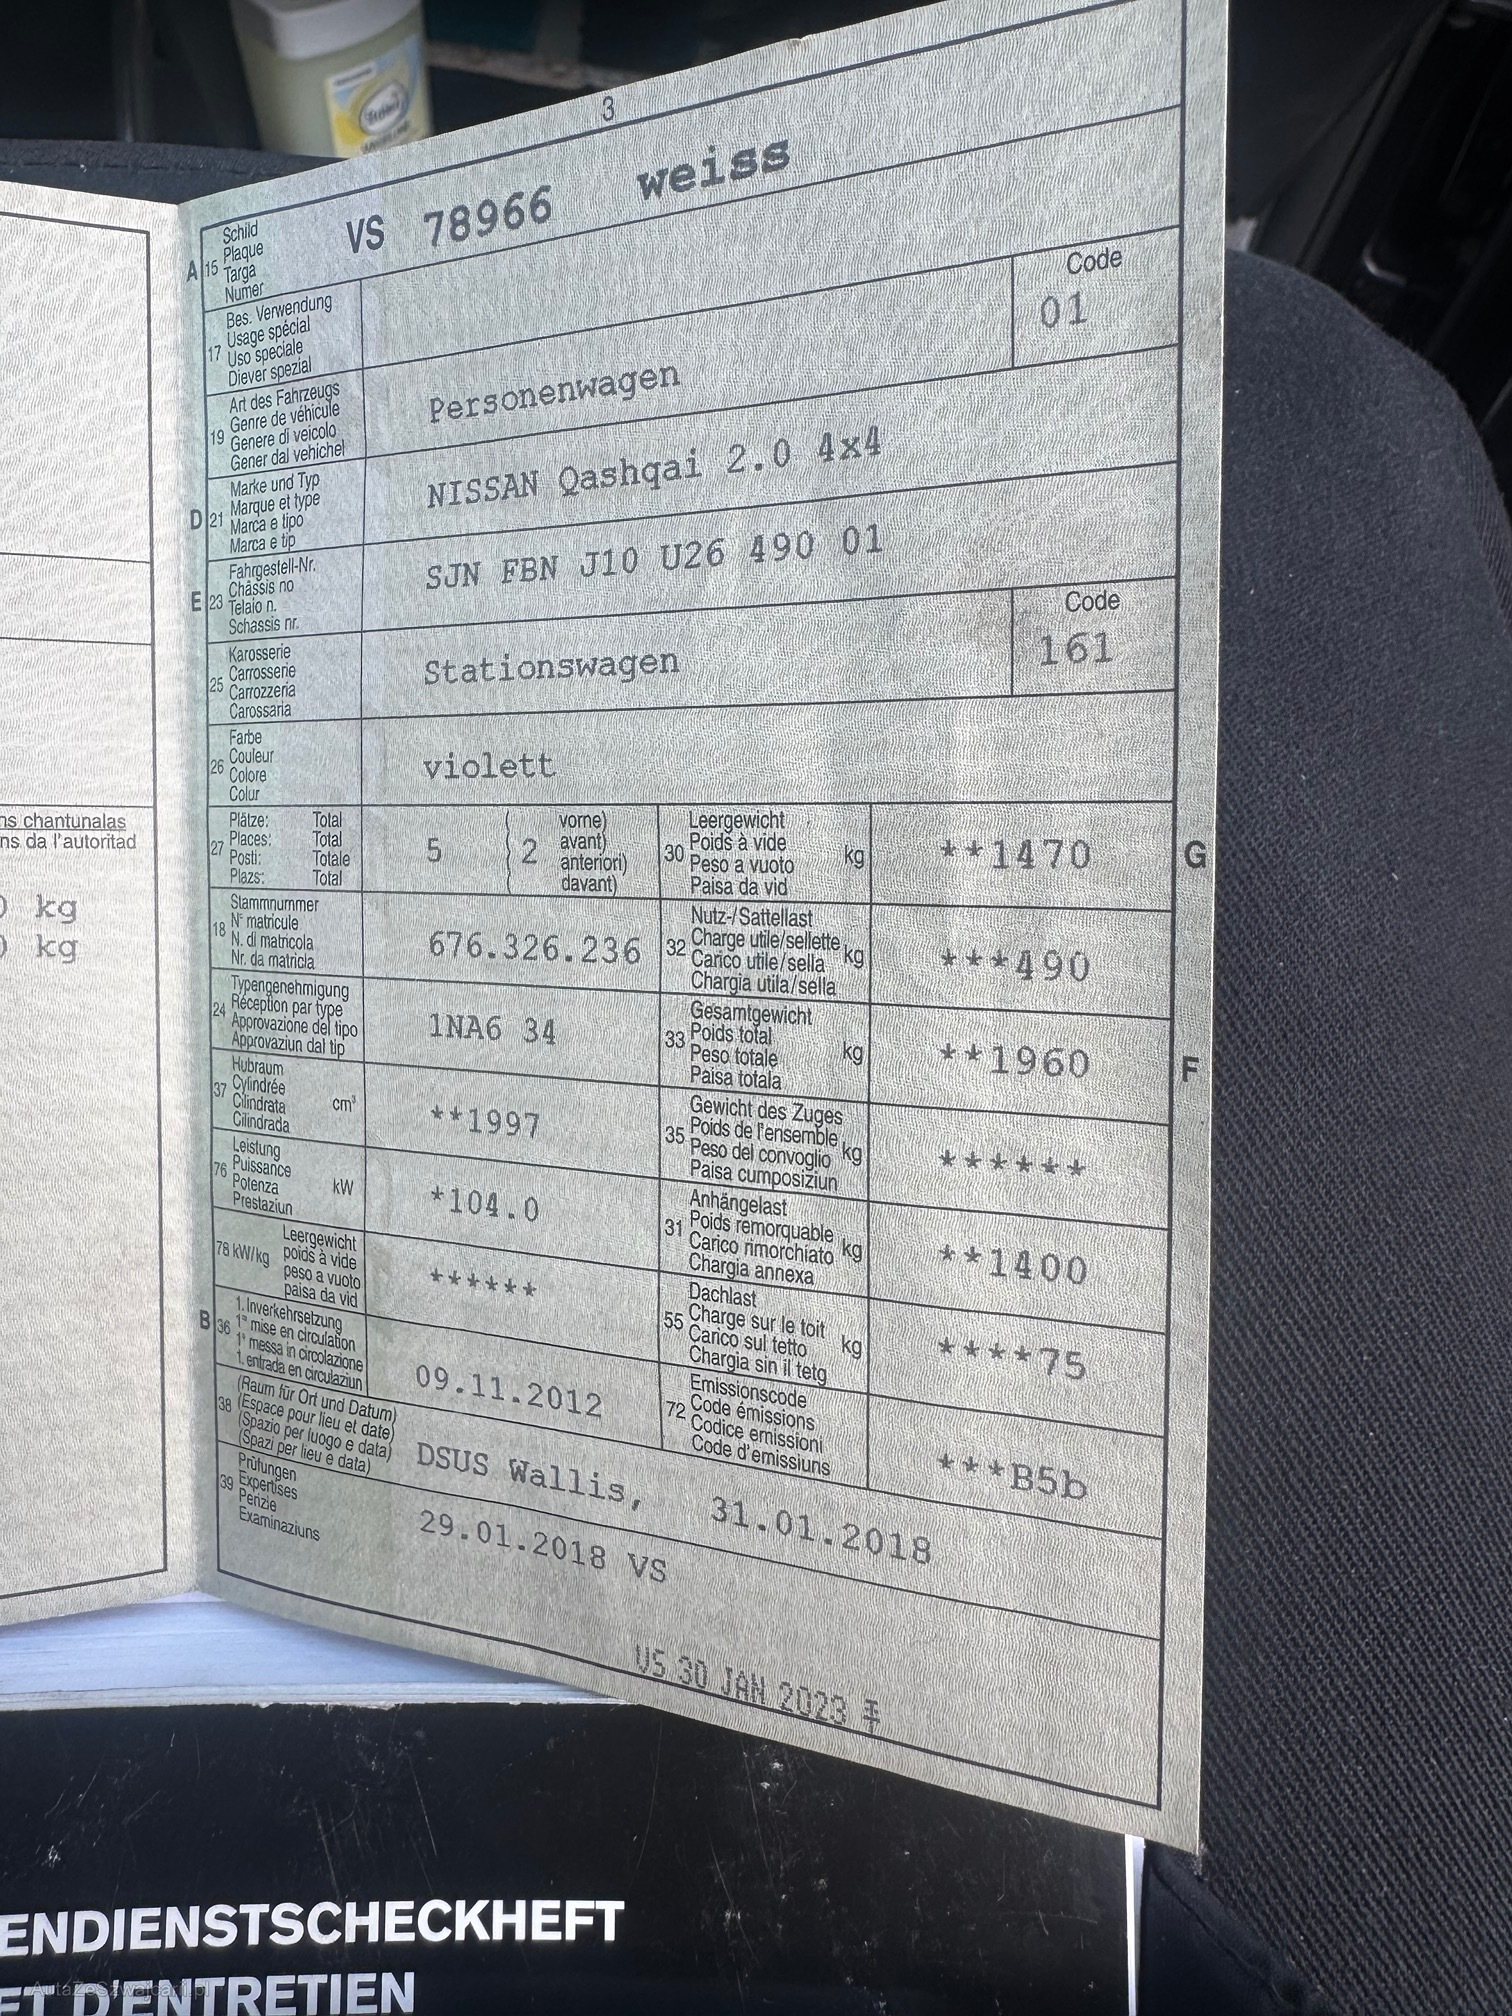 3
A 15 Schild
Plaque
Targa
Numer
VS 78966 weiss
17 Bes. Verwendung
Usage spécial
Uso speciale
Diever spezial
19 Art des Fahrzeugs
Genre de véhicule
Genere di veicolo
Gener dal vehichel
Personenwagen
Code
01
D 21 Marke und Typ
Marque et type
Marca e tipo
Marca e tip
NISSAN Qashqai 2.0 4x4
E 23 Fahrgestell-Nr.
Châssis no
Telaio n.
Schassis nr.
SJN FBN J10 U26 490 01
25 Karosserie
Carrosserie
Carrozzeria
Carossaria
Stationswagen
Code
161
26 Farbe
Couleur
Colore
Colur
violett
27 Plätze: Total
Places: Total
Posti: Totale
Plazs: Total
5 2
vorne)
avant)
anteriori)
davant)
30 Leergewicht
Poids à vide
Peso a vuoto
Paisa da vid
kg
**1470
G
18 Stammnummer
N° matricule
N. di matricola
Nr. da matricla
676.326.236
32 Nutz-/Sattellast
Charge utile/sellette
Carico utile/sella
Chargia utila/sella
kg
***490
24 Typengenehmigung
Réception par type
Approvazione del tipo
Approvaziun dal tip
1NA6 34
33 Gesamtgewicht
Poids total
Peso totale
Paisa totala
kg
**1960
F
37 Hubraum
Cylindrée
Cilindrata
Cilindrada
cm³
**1997
35 Gewicht des Zuges
Poids de l'ensemble
Peso del convoglio
Paisa cumposiziun
kg
******
76 Leistung
Puissance
Potenza
Prestaziun
kW
*104.0
31 Anhängelast
Poids remorquable
Carico rimorchiato
Chargia annexa
kg
**1400
78 kW/kg
Leergewicht
poids à vide
peso a vuoto
paisa da vid
******
55 Dachlast
Charge sur le toit
Carico sul tetto
Chargia sin il tetg
kg
****75
B 36 1. Inverkehrsetzung
1re mise en circulation
1a messa in circolazione
1. entrada en circulaziun
09.11.2012
72 Emissionscode
Code émissions
Codice emissioni
Code d'emissiuns
***B5b
38 (Raum für Ort und Datum)
(Espace pour lieu et date)
(Spazio per luogo e data)
(Spazi per lieu e data)
DSUS Wallis, 31.01.2018
39 Prüfungen
Expertises
Perizie
Examinaziuns
29.01.2018 VS
VS 30 JAN 2023
ns chantunalas
ns da l'autoritad
0 kg
0 kg
ENDIENSTSCHECKHEFT
ET D'ENTRETIEN
AutaZeSzwajcarii.pl